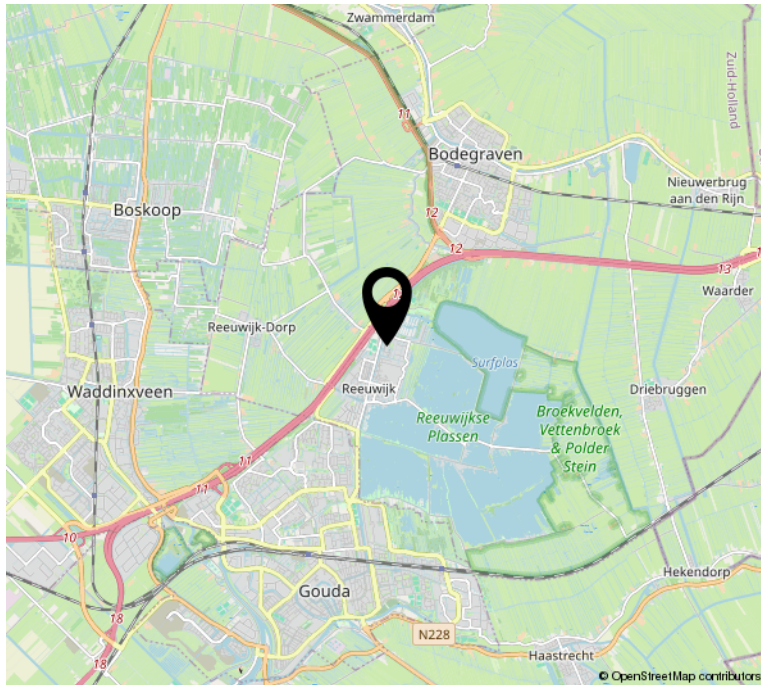 Zwammerdam
11
Bodegraven
Zuid-Holland
Nieuwerbrug
aan den Rijn
Boskoop
12
12
13
Waarder
Reeuwijk-Dorp
Surfplas
Waddinxveen
Reeuwijk
Driebruggen
Reeuwijkse
Plassen
Broekvelden,
Vettenbroek
& Polder
Stein
11
11
10
Hekendorp
Gouda
18
N228
18
Haastrecht
© OpenStreetMap contributors